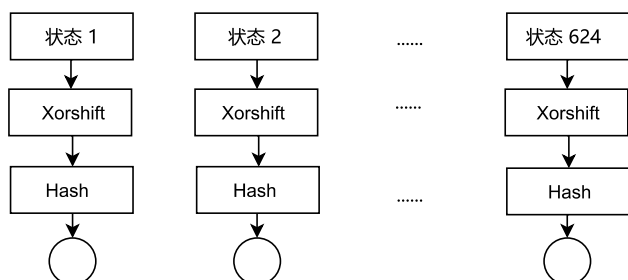 状态 1 状态 2 ...... 状态 624
Xorshift Xorshift ...... Xorshift
Hash Hash ...... Hash